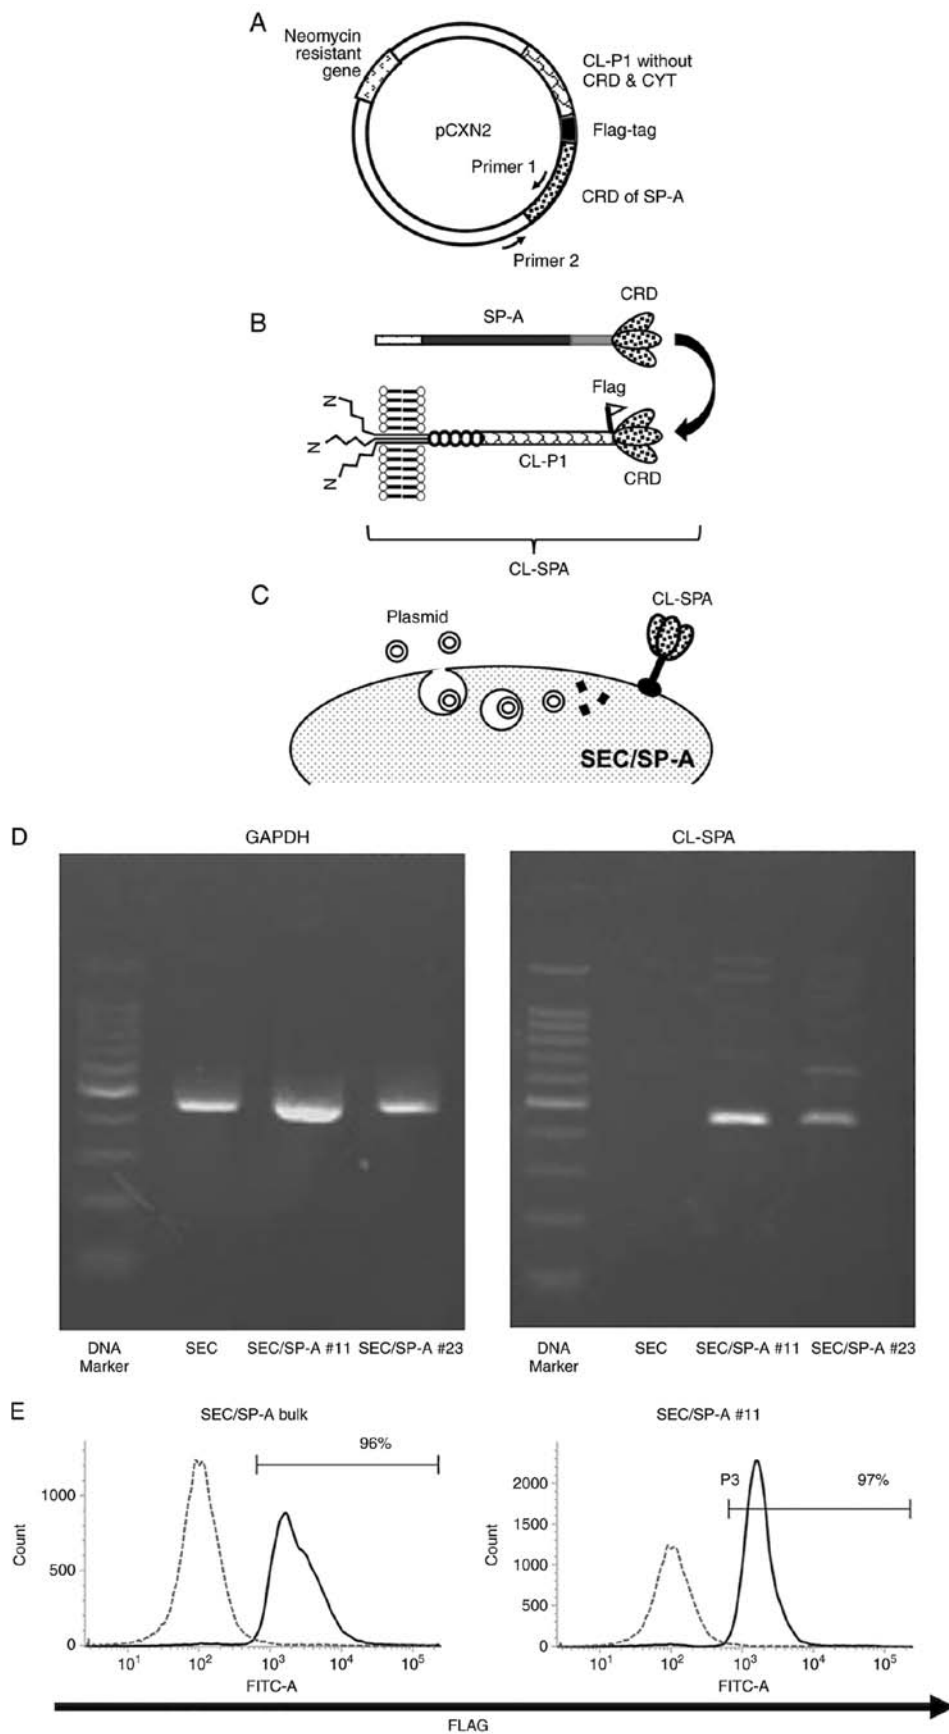 A
Neomycin
resistant
gene
CL-P1 without
CRD & CYT
pCXN2
Flag-tag
Primer 1
CRD of SP-A
Primer 2
B
CRD
SP-A
Flag
N
N
N
CL-P1
CRD
CL-SPA
C
CL-SPA
Plasmid
SEC/SP-A
D
GAPDH
CL-SPA
DNA
Marker
SEC
SEC/SP-A #11
SEC/SP-A #23
DNA
Marker
SEC
SEC/SP-A #11
SEC/SP-A #23
E
SEC/SP-A bulk
96%
1000
500
0
Count
10¹ 10² 10³ 10⁴ 10⁵
FITC-A
SEC/SP-A #11
P3
97%
2000
1500
1000
500
0
Count
10¹ 10² 10³ 10⁴ 10⁵
FITC-A
FLAG